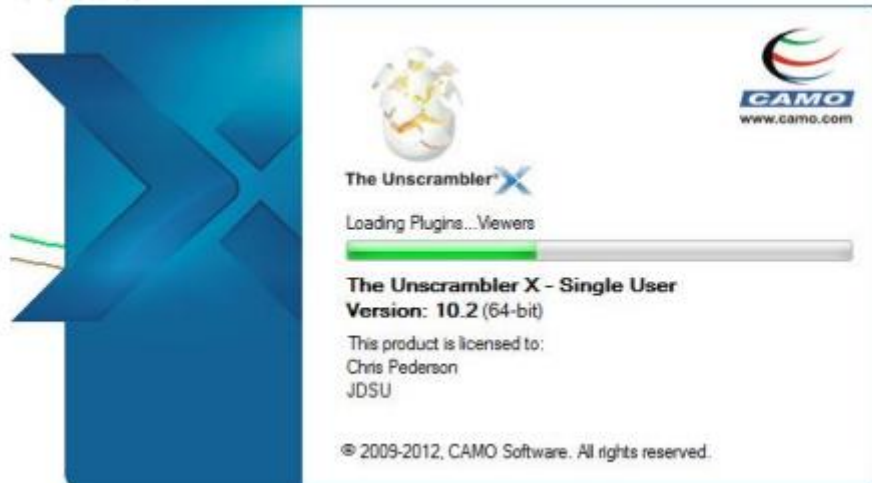 CAMO
www.camo.com
The Unscrambler® X
Loading Plugins...Viewers
The Unscrambler X - Single User
Version: 10.2 (64-bit)
This product is licensed to:
Chris Pederson
JDSU
© 2009-2012, CAMO Software. All rights reserved.